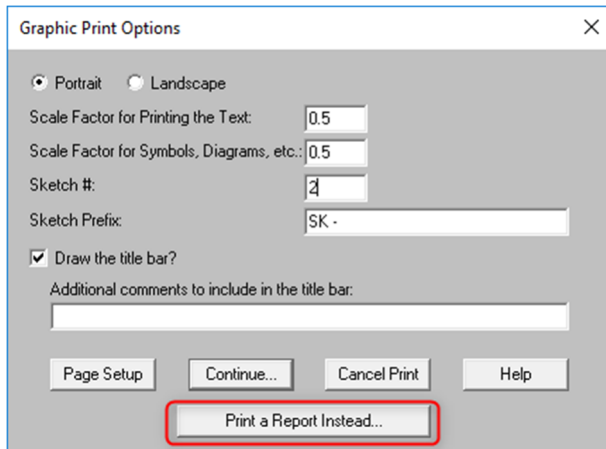 Graphic Print Options
Portrait Landscape
Scale Factor for Printing the Text: 0.5
Scale Factor for Symbols, Diagrams, etc.: 0.5
Sketch #: 2
Sketch Prefix: SK -
Draw the title bar?
Additional comments to include in the title bar:
Page Setup Continue... Cancel Print Help
Print a Report Instead...